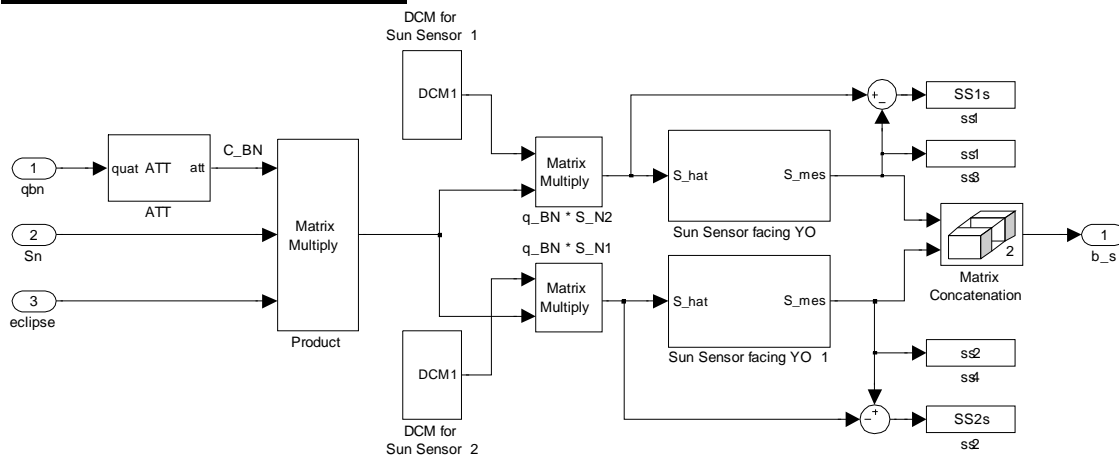 DCM for
Sun Sensor 1
DCM1
1
qbn
quat ATT att
ATT
C_BN
2
Sn
3
eclipse
Matrix
Multiply
Product
Matrix
Multiply
q_BN * S_N2
q_BN * S_N1
Matrix
Multiply
DCM1
DCM for
Sun Sensor 2
S_hat S_mes
Sun Sensor facing YO
S_hat S_mes
Sun Sensor facing YO 1
+
−
SS1s
ss1
ss1
ss3
2
Matrix
Concatenation
1
b_s
ss2
ss4
+
−
SS2s
ss2